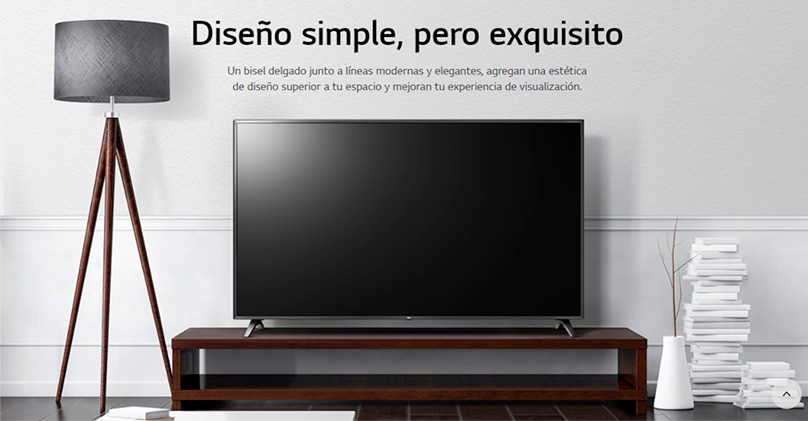 Diseño simple, pero exquisito
Un bisel delgado junto a líneas modernas y elegantes, agregan una estética
de diseño superior a tu espacio y mejoran tu experiencia de visualización.